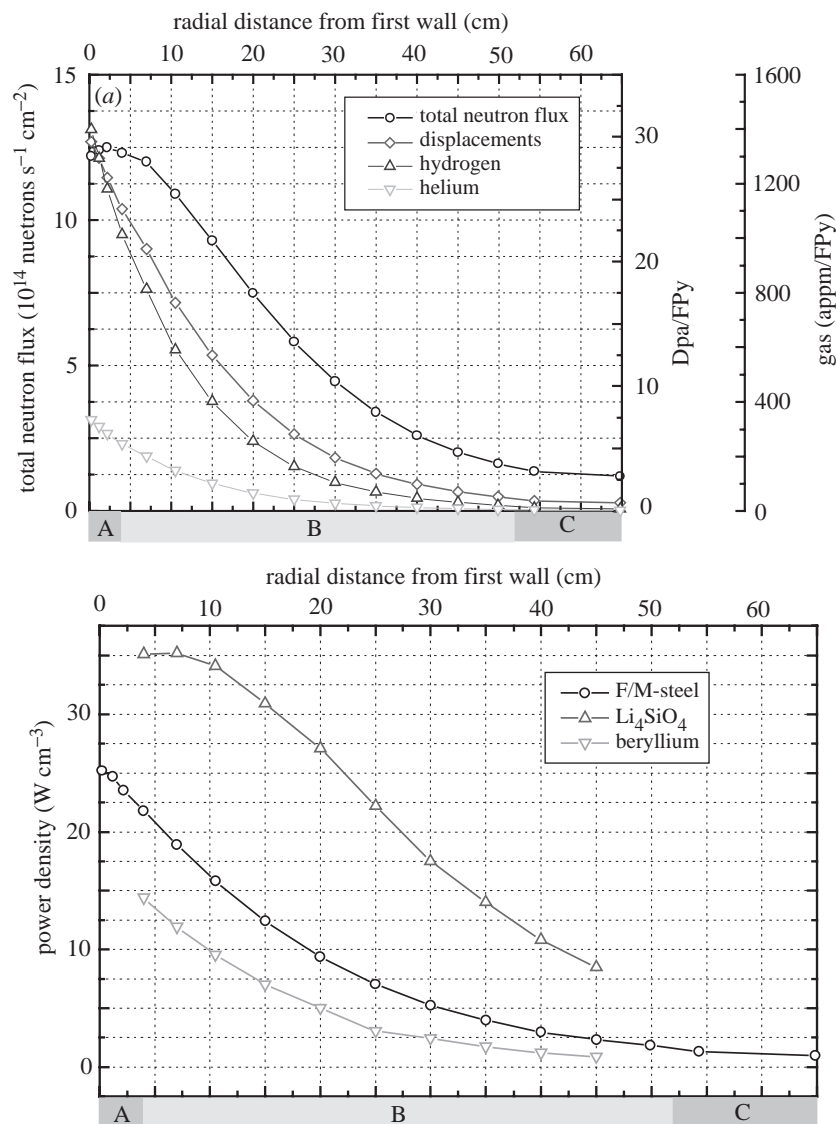 radial distance from first wall (cm)
0 10 20 30 40 50 60
15 10 5 0
total neutron flux (10¹⁴ nuetrons s⁻¹ cm⁻²)
(a)
total neutron flux
displacements
hydrogen
helium
30 20 10 0
Dpa/FPy
1600 1200 800 400 0
gas (appm/FPy)
A B C
radial distance from first wall (cm)
0 10 20 30 40 50 60
30 20 10 0
power density (W cm⁻³)
F/M-steel
Li₄SiO₄
beryllium
A B C